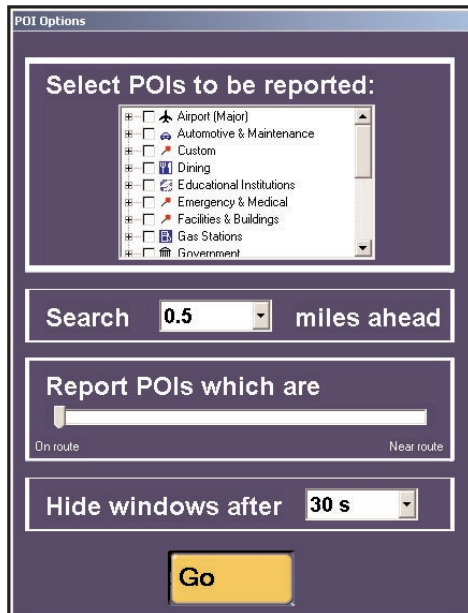 POI Options
Select POIs to be reported:
Airport (Major)
Automotive & Maintenance
Custom
Dining
Educational Institutions
Emergency & Medical
Facilities & Buildings
Gas Stations
Government
Search 0.5 miles ahead
Report POIs which are
On route Near route
Hide windows after 30 s
Go